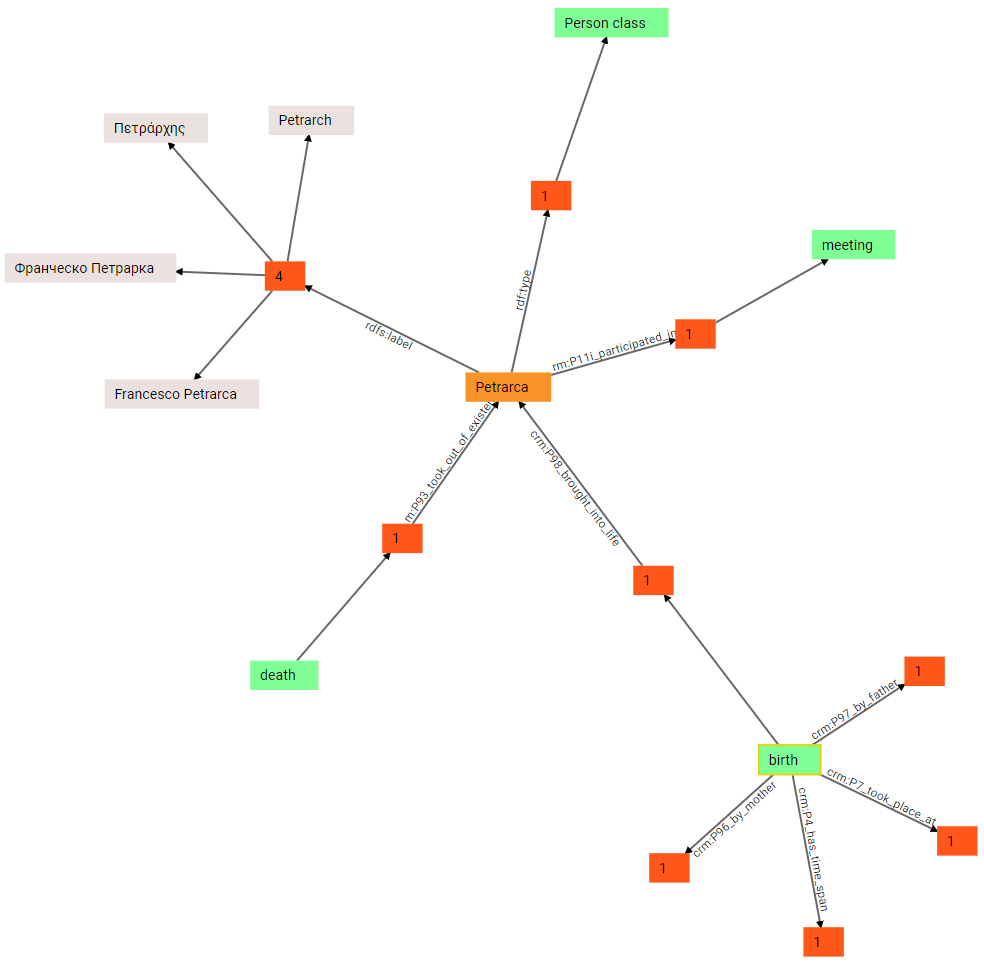 Person class
Petrarch
Πετράρχης
1
meeting
Франческо Петрарка
4
rdf:type
rdfs:label
rm:P11i_participated_in
1
Petrarca
Francesco Petrarca
m:P93_took_out_of_existe
crm:P98_brought_into_life
1
1
death
1
crm:P97_by_father
birth
crm:P7_took_place_at
crm:P96_by_mother
crm:P4_has_time_span
1
1
1